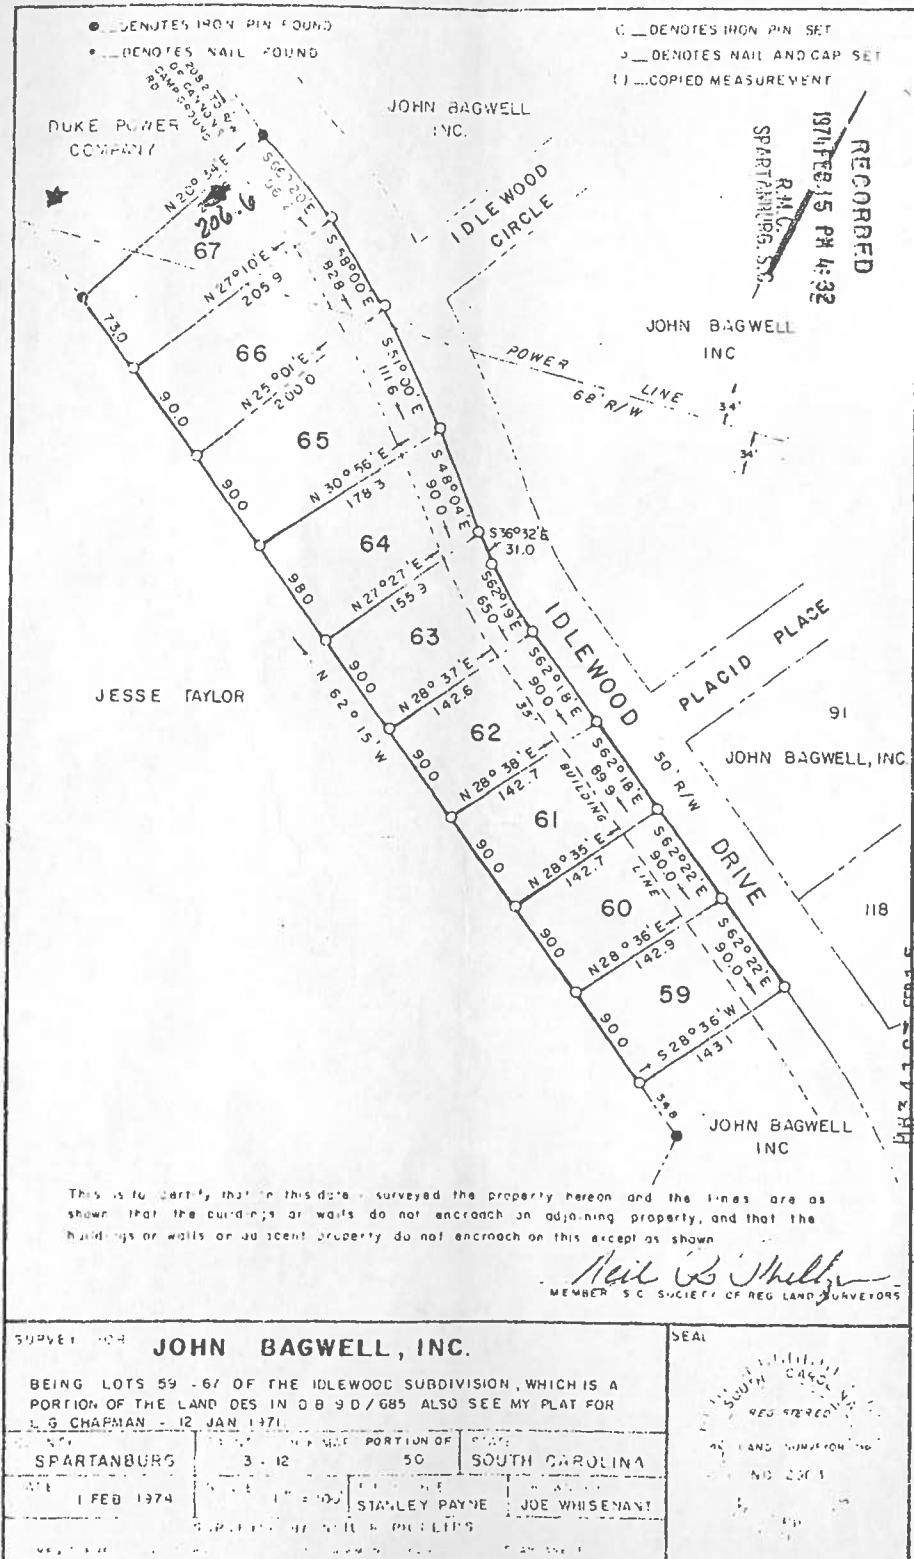 DENOTES IRON PIN FOUND
DENOTES NAIL FOUND
DENOTES IRON PIN SET
DENOTES NAIL AND CAP SET
( ) COPIED MEASUREMENT
DUKE POWER
COMPANY
JOHN BAGWELL
INC.
RECORDED
1974 FEB 15 PM 4:32
R.M.C.
SPARTANBURG, S.C.
IDLEWOOD
CIRCLE
N 20° 34'E
206.6
67
S 66° 20'E
N 27° 10'E
205.9
S 58° 00'E
92.8
73.0
66
N 25° 01'E
200.0
S 51° 00'E
111.6
JOHN BAGWELL
INC
POWER LINE
68' R/W
34'
34'
90.0
65
N 30° 56'E
178.3
S 48° 04'E
90.0
90.0
64
N 27° 27'E
155.9
S 36° 32'E
31.0
98.0
63
S 62° 19'E
65.0
N 28° 37'E
142.6
JESSE TAYLOR
N 62° 15'W
90.0
62
35'
BUILDING
LINE
S 62° 18'E
90.0
IDLEWOOD
DRIVE
50' R/W
PLACID PLACE
91
JOHN BAGWELL, INC.
N 28° 38'E
142.7
S 62° 18'E
89.9
90.0
61
N 28° 35'E
142.7
S 62° 22'E
90.0
90.0
60
118
N 28° 36'E
142.9
S 62° 22'E
90.0
90.0
59
S 28° 36'W
143.1
90.0
34.8
JOHN BAGWELL
INC
This is to certify that on this date I surveyed the property hereon and the lines are as
shown that the buildings or walls do not encroach on adjoining property, and that the
buildings or walls on adjacent property do not encroach on this except as shown
MEMBER S.C. SOCIETY OF REG LAND SURVEYORS
SURVEY FOR JOHN BAGWELL, INC.
BEING LOTS 59 - 67 OF THE IDLEWOOD SUBDIVISION, WHICH IS A
PORTION OF THE LAND DES IN D B 9 D / 685 ALSO SEE MY PLAT FOR
L G CHAPMAN - 12 JAN 1971.
SPARTANBURG
3 - 12
PORTION OF
50
SOUTH CAROLINA
1 FEB 1974
STANLEY PAYNE
JOE WHISENANT
SEAL
SOUTH CAROLINA
REGISTERED
LAND SURVEYOR